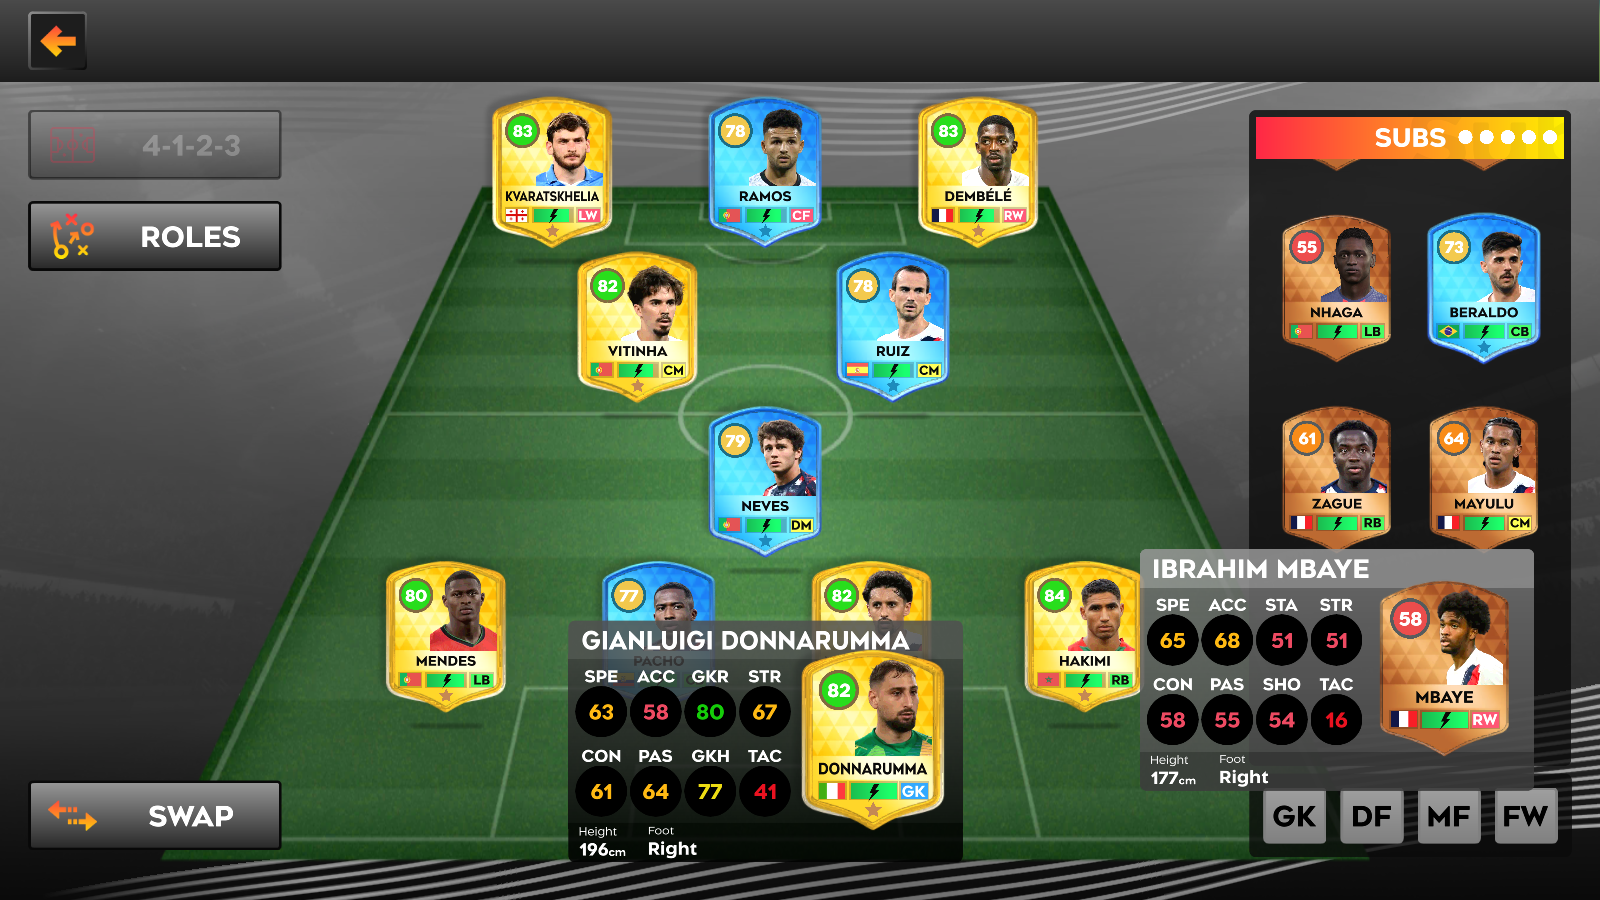 4-1-2-3
ROLES
SWAP
83
KVARATSKHELIA
LW
78
RAMOS
CF
83
DEMBÉLÉ
RW
82
VITINHA
CM
78
RUIZ
CM
79
NEVES
DM
80
MENDES
LB
77
PACHO
82
84
HAKIMI
RB
GIANLUIGI DONNARUMMA
SPE ACC GKR STR
63 58 80 67
CON PAS GKH TAC
61 64 77 41
Height Foot
196cm Right
82
DONNARUMMA
GK
SUBS
55
NHAGA
LB
73
BERALDO
CB
61
ZAGUE
RB
64
MAYULU
CM
IBRAHIM MBAYE
SPE ACC STA STR
65 68 51 51
CON PAS SHO TAC
58 55 54 16
Height Foot
177cm Right
58
MBAYE
RW
GK DF MF FW